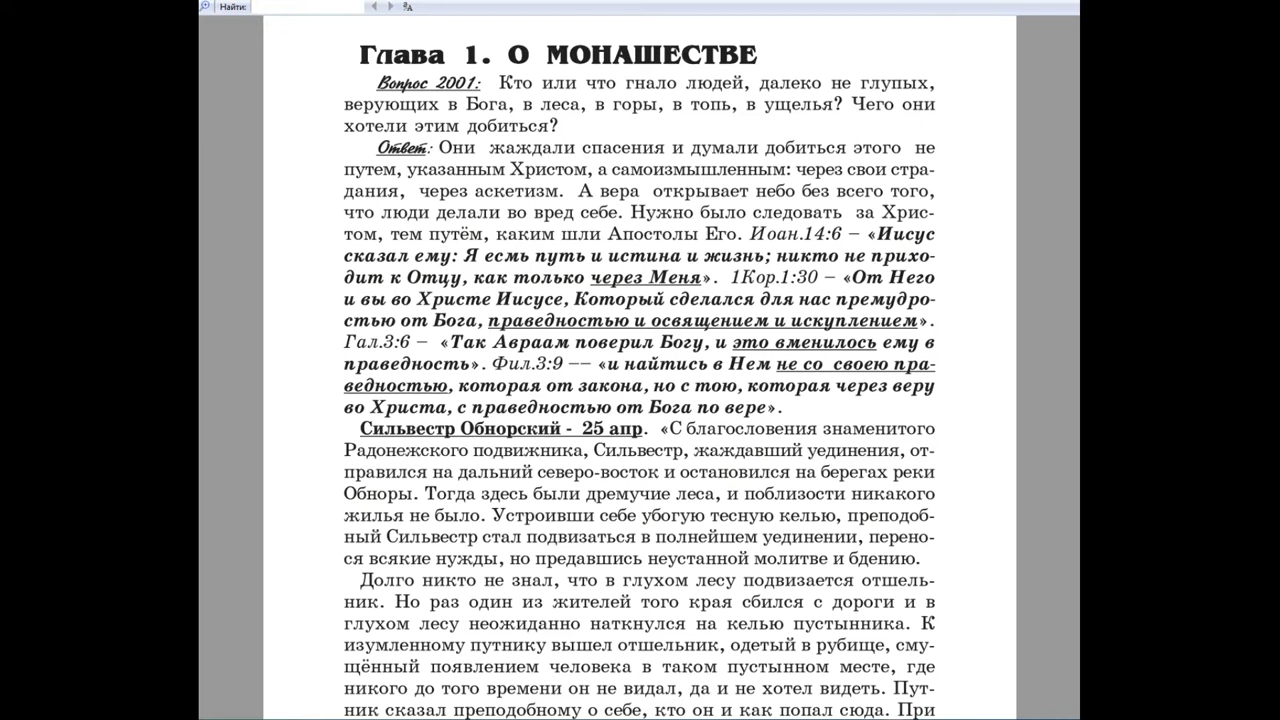 Найти:
Глава 1. О МОНАШЕСТВЕ
Вопрос 2001: Кто или что гнало людей, далеко не глупых,
верующих в Бога, в леса, в горы, в топь, в ущелья? Чего они
хотели этим добиться?
Ответ: Они жаждали спасения и думали добиться этого не
путем, указанным Христом, а самоизмышленным: через свои стра-
дания, через аскетизм. А вера открывает небо без всего того,
что люди делали во вред себе. Нужно было следовать за Хрис-
том, тем путём, каким шли Апостолы Его. Иоан.14:6 – «Иисус
сказал ему: Я есмь путь и истина и жизнь; никто не прихо-
дит к Отцу, как только через Меня». 1Кор.1:30 – «От Него
и вы во Христе Иисусе, Который сделался для нас премудро-
стью от Бога, праведностью и освящением и искуплением».
Гал.3:6 – «Так Авраам поверил Богу, и это вменилось ему в
праведность». Фил.3:9 –– «и найтись в Нем не со своею пра-
ведностью, которая от закона, но с тою, которая через веру
во Христа, с праведностью от Бога по вере».
Сильвестр Обнорский - 25 апр. «С благословения знаменитого
Радонежского подвижника, Сильвестр, жаждавший уединения, от-
правился на дальний северо-восток и остановился на берегах реки
Обноры. Тогда здесь были дремучие леса, и поблизости никакого
жилья не было. Устроивши себе убогую тесную келью, преподоб-
ный Сильвестр стал подвизаться в полнейшем уединении, перено-
ся всякие нужды, но предавшись неустанной молитве и бдению.
Долго никто не знал, что в глухом лесу подвизается отшель-
ник. Но раз один из жителей того края сбился с дороги и в
глухом лесу неожиданно наткнулся на келью пустынника. К
изумленному путнику вышел отшельник, одетый в рубище, сму-
щённый появлением человека в таком пустынном месте, где
никого до того времени он не видал, да и не хотел видеть. Пут-
ник сказал преподобному о себе, кто он и как попал сюда. При